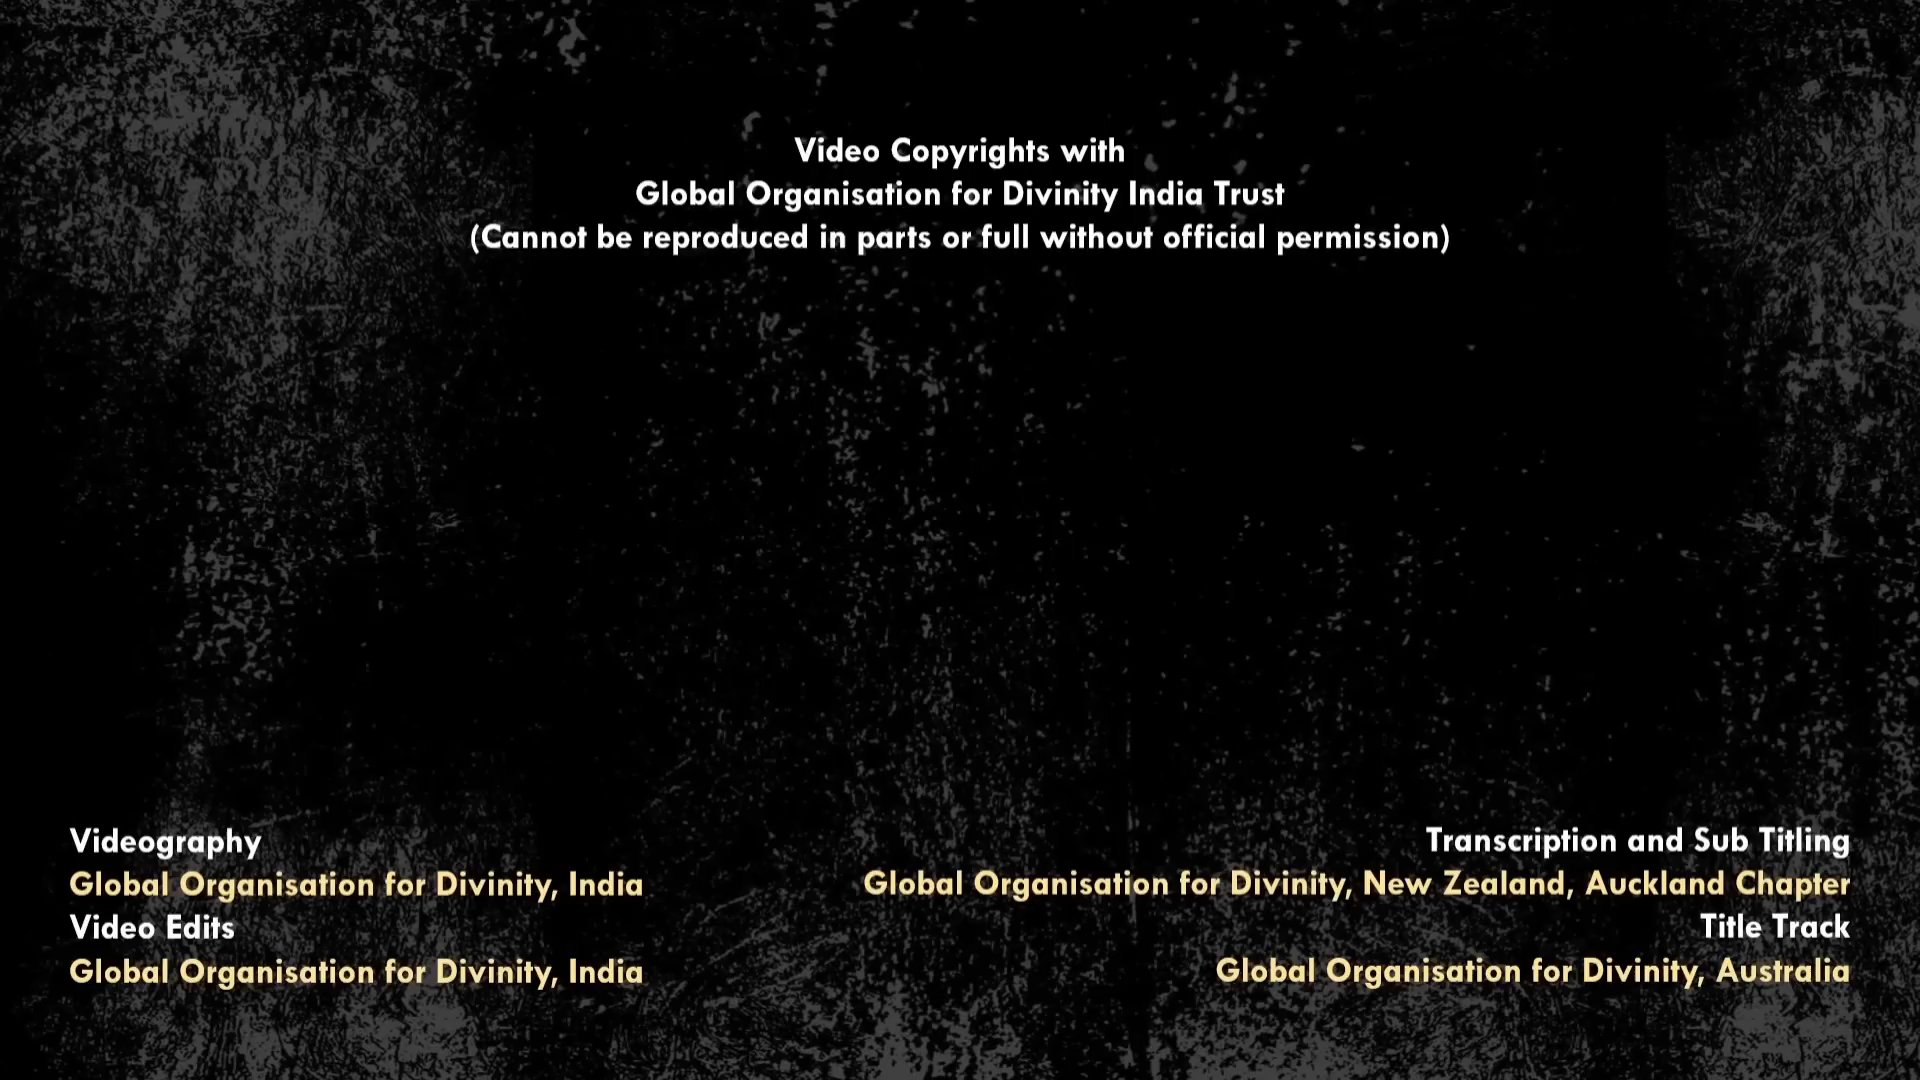 Video Copyrights with
Global Organisation for Divinity India Trust
(Cannot be reproduced in parts or full without official permission)
Videography
Global Organisation for Divinity, India
Video Edits
Global Organisation for Divinity, India
Transcription and Sub Titling
Global Organisation for Divinity, New Zealand, Auckland Chapter
Title Track
Global Organisation for Divinity, Australia